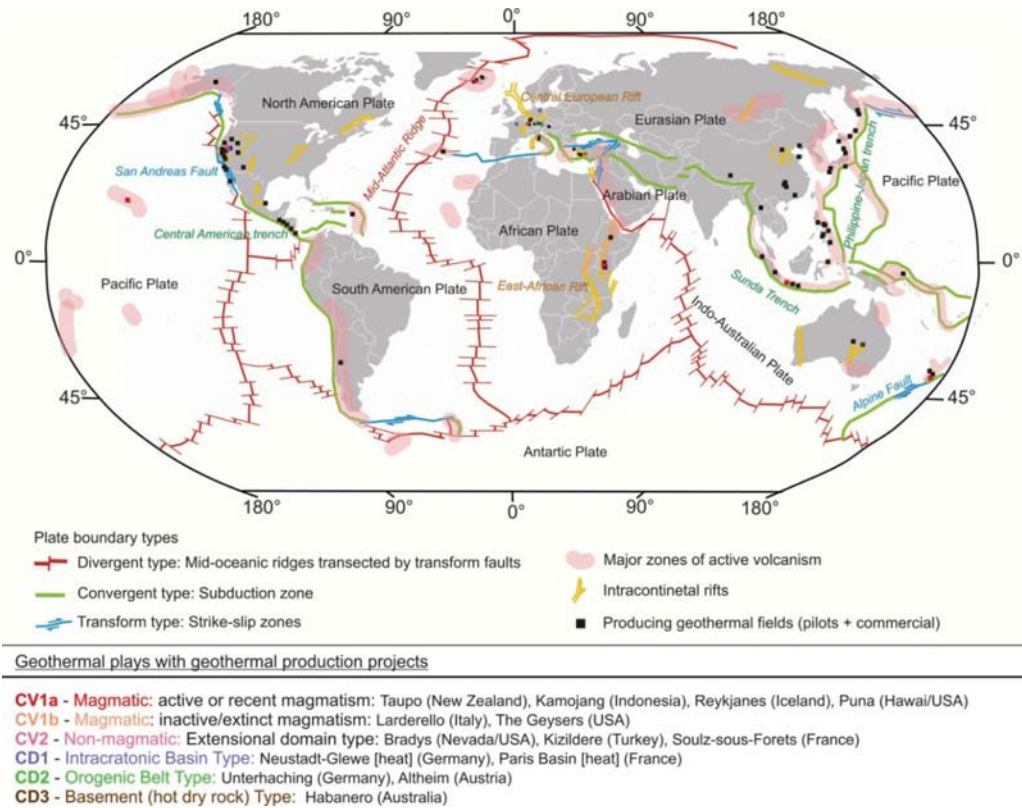 180° 90° 0° 90° 180°
North American Plate
Central European Rift
45°
Eurasian Plate
45°
Mid-Atlantic Ridge
San Andreas Fault
Arabian Plate
Philippine-Japan trench
Pacific Plate
Central American trench
African Plate
0°
0°
Pacific Plate
South American Plate
East-African Rift
Sunda Trench
Indo-Australian Plate
45°
Alpine Fault
45°
Antartic Plate
180° 90° 0° 90° 180°
Plate boundary types
Divergent type: Mid-oceanic ridges transected by transform faults
Convergent type: Subduction zone
Transform type: Strike-slip zones
Major zones of active volcanism
Intracontinetal rifts
Producing geothermal fields (pilots + commercial)
Geothermal plays with geothermal production projects
CV1a - Magmatic: active or recent magmatism: Taupo (New Zealand), Kamojang (Indonesia), Reykjanes (Iceland), Puna (Hawai/USA)
CV1b - Magmatic: inactive/extinct magmatism: Larderello (Italy), The Geysers (USA)
CV2 - Non-magmatic: Extensional domain type: Bradys (Nevada/USA), Kizildere (Turkey), Soulz-sous-Forets (France)
CD1 - Intracratonic Basin Type: Neustadt-Glewe [heat] (Germany), Paris Basin [heat] (France)
CD2 - Orogenic Belt Type: Unterhaching (Germany), Altheim (Austria)
CD3 - Basement (hot dry rock) Type: Habanero (Australia)